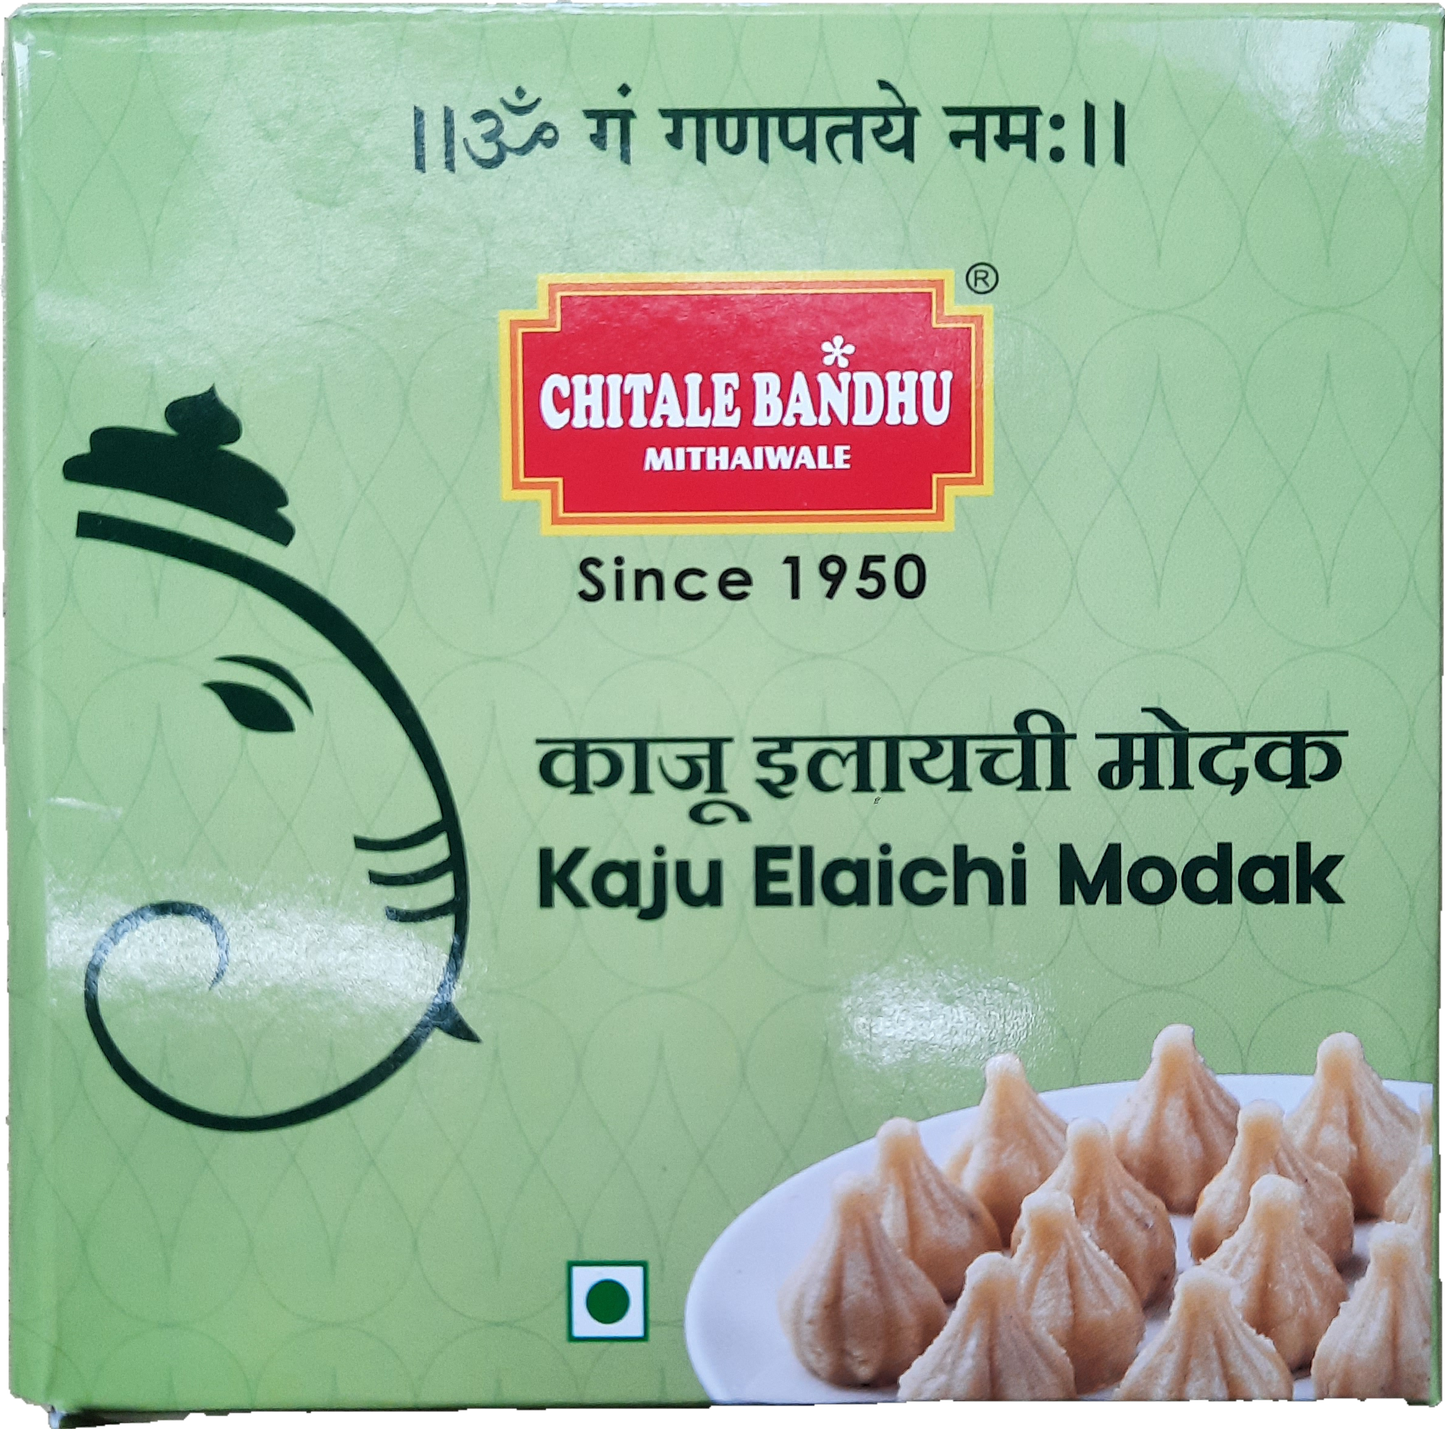 ||ॐ गं गणपतये नमः||
®
CHITALE BANDHU
MITHAIWALE
Since 1950
काजू इलायची मोदक
Kaju Elaichi Modak